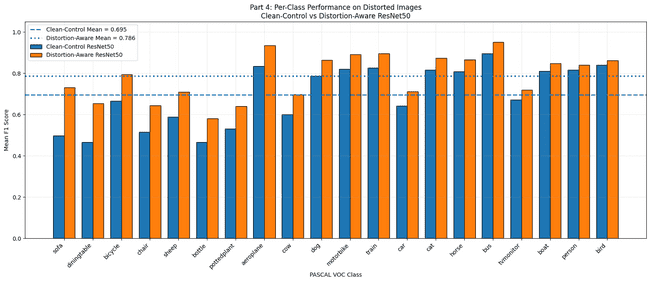 Part 4: Per-Class Performance on Distorted Images
Clean-Control vs Distortion-Aware ResNet50
Clean-Control Mean = 0.695
Distortion-Aware Mean = 0.786
Clean-Control ResNet50
Distortion-Aware ResNet50
Mean F1 Score
1.0
0.8
0.6
0.4
0.2
0.0
sofa
diningtable
bicycle
chair
sheep
bottle
pottedplant
aeroplane
cow
dog
motorbike
train
car
cat
horse
bus
tvmonitor
boat
person
bird
PASCAL VOC Class